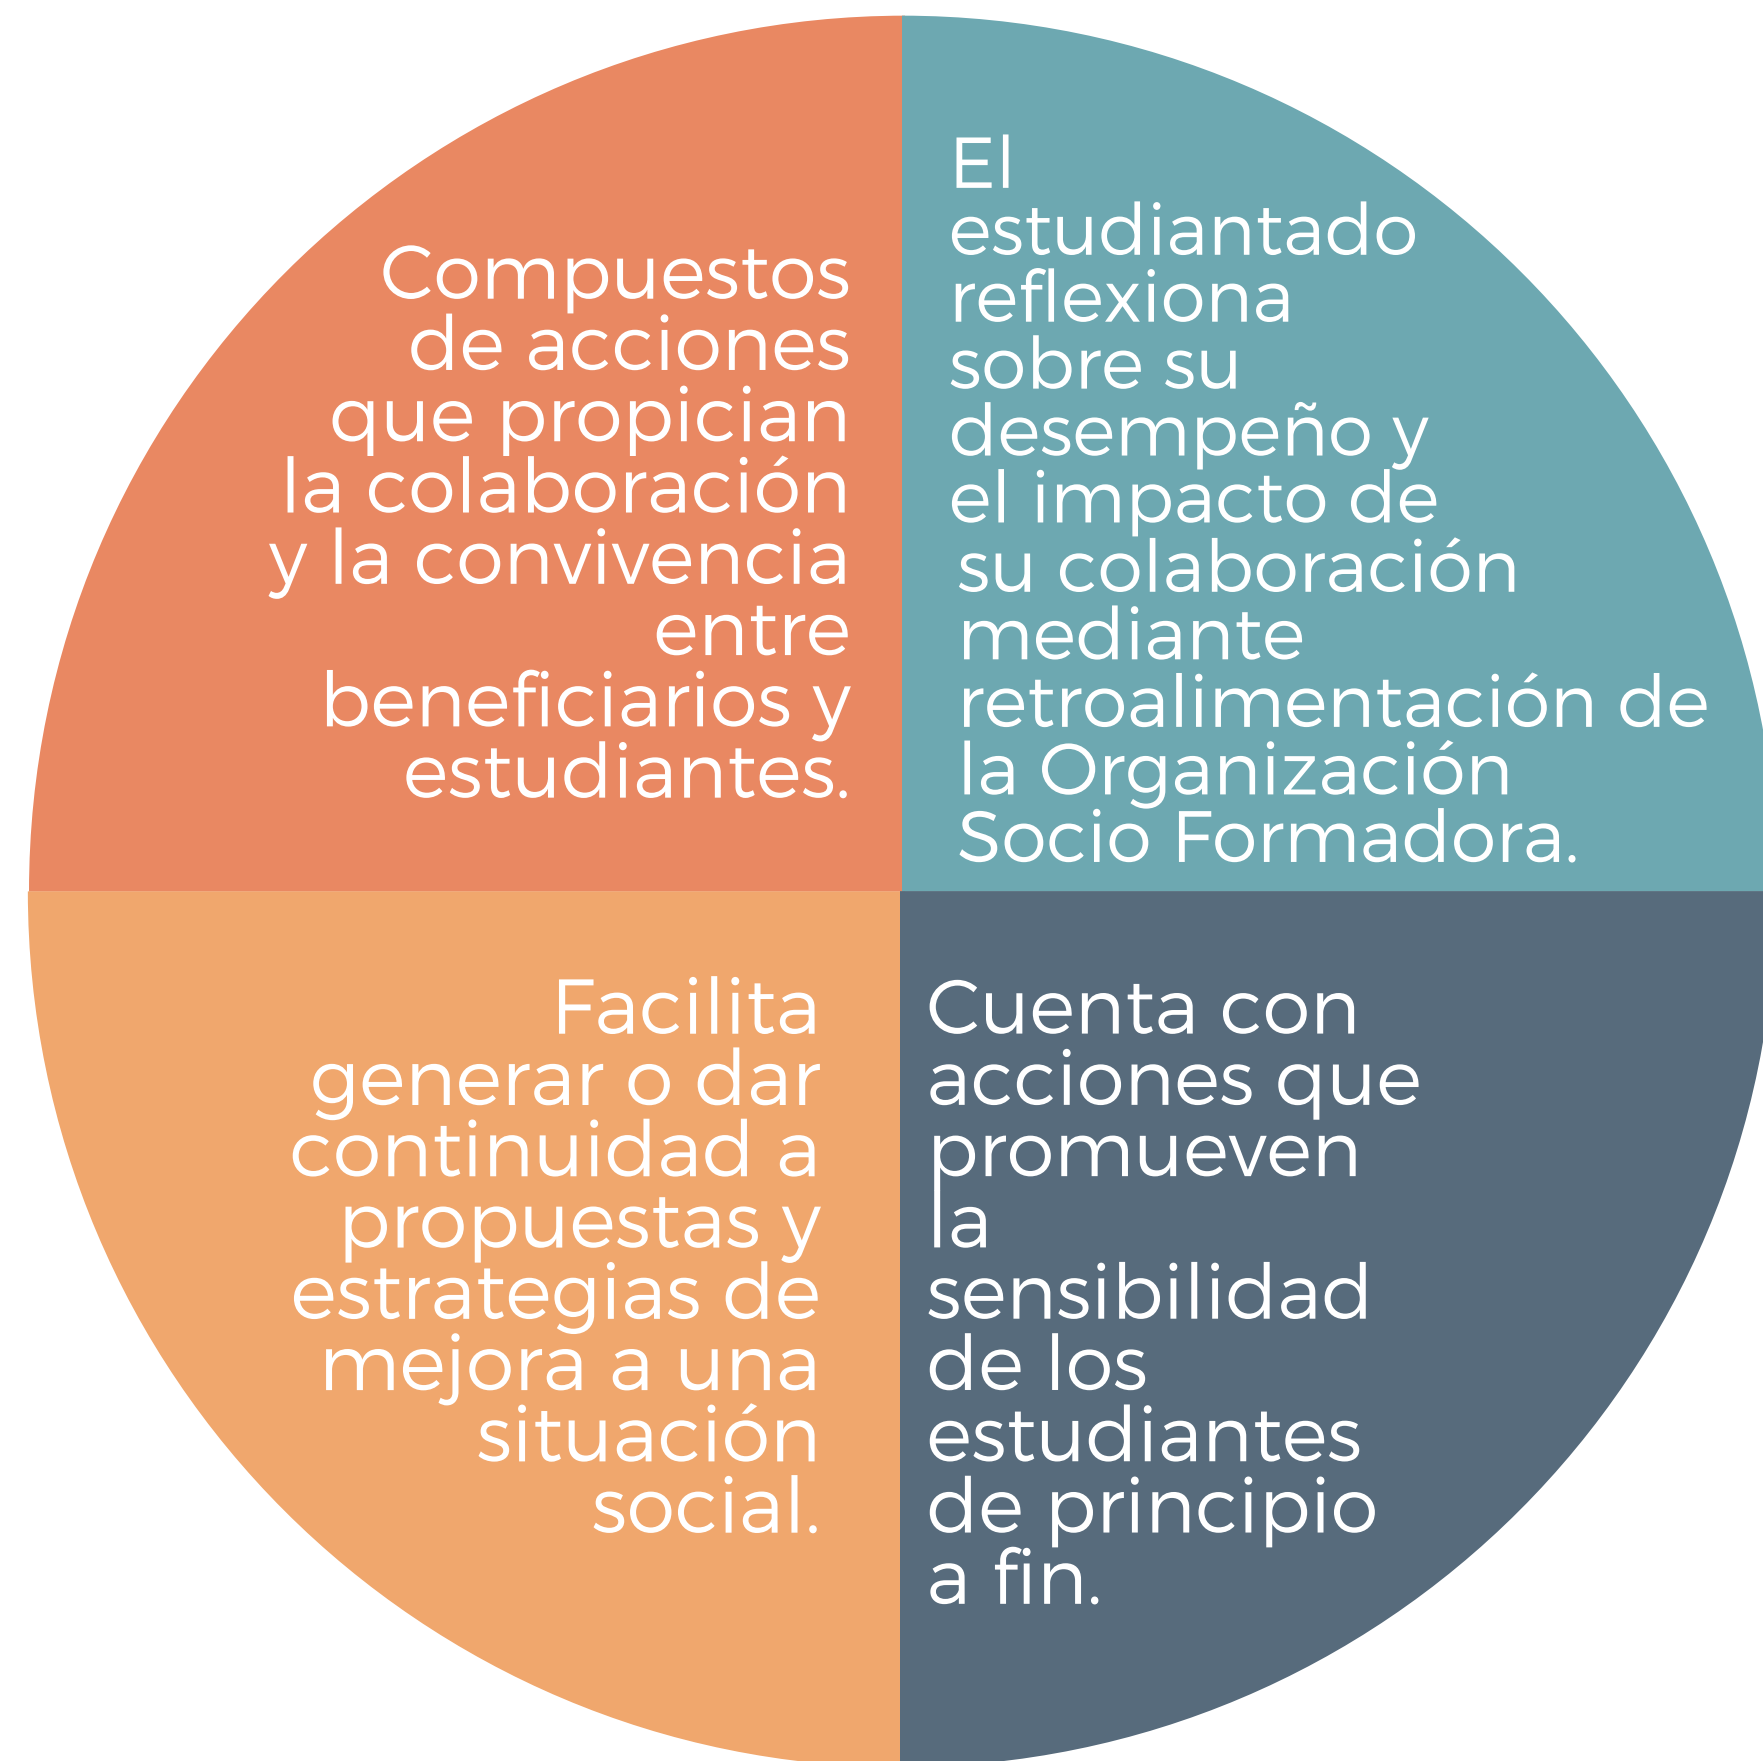 Compuestos
de acciones
que propician
la colaboración
y la convivencia
entre
beneficiarios y
estudiantes.
El
estudiantado
reflexiona
sobre su
desempeño y
el impacto de
su colaboración
mediante
retroalimentación de
la Organización
Socio Formadora.
Facilita
generar o dar
continuidad a
propuestas y
estrategias de
mejora a una
situación
social.
Cuenta con
acciones que
promueven
la
sensibilidad
de los
estudiantes
de principio
a fin.